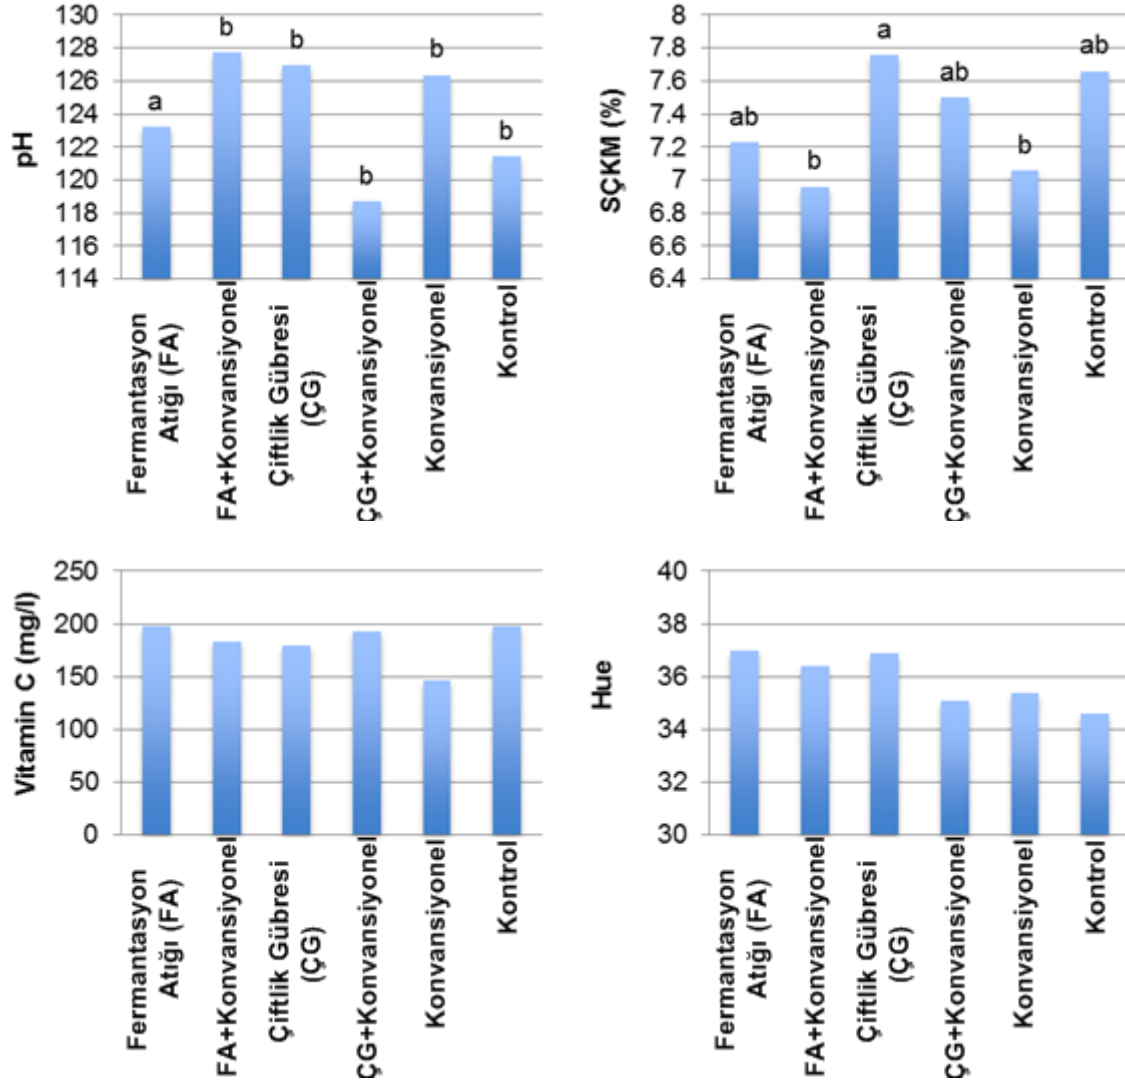 pH
130
128
126
124
122
120
118
116
114
a
b
b
b
b
b
Fermantasyon
Atığı (FA)
FA+Konvansiyonel
Çiftlik Gübresi
(ÇG)
ÇG+Konvansiyonel
Konvansiyonel
Kontrol
SÇKM (%)
8
7.8
7.6
7.4
7.2
7
6.8
6.6
6.4
ab
b
a
ab
b
ab
Fermantasyon
Atığı (FA)
FA+Konvansiyonel
Çiftlik Gübresi
(ÇG)
ÇG+Konvansiyonel
Konvansiyonel
Kontrol
Vitamin C (mg/l)
250
200
150
100
50
0
Fermantasyon
Atığı (FA)
FA+Konvansiyonel
Çiftlik Gübresi
(ÇG)
ÇG+Konvansiyonel
Konvansiyonel
Kontrol
Hue
40
38
36
34
32
30
Fermantasyon
Atığı (FA)
FA+Konvansiyonel
Çiftlik Gübresi
(ÇG)
ÇG+Konvansiyonel
Konvansiyonel
Kontrol